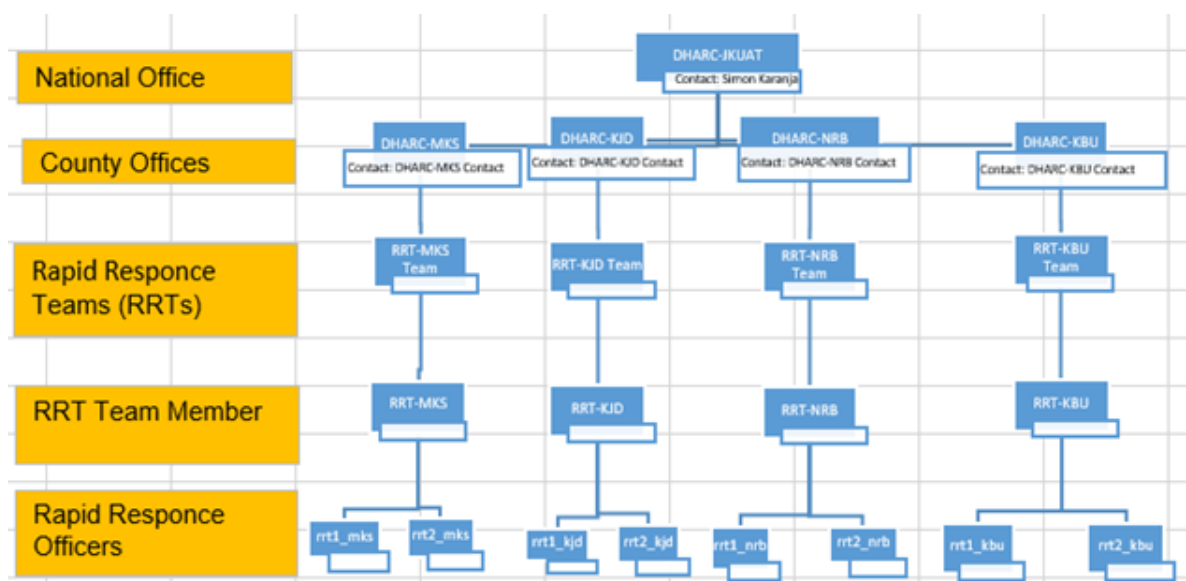 DHARC-JKUAT
Contact: Simon Karanja
National Office
DHARC-MKS
DHARC-KJD
DHARC-NRB
DHARC-KBU
County Offices
Contact: DHARC-MKS Contact
Contact: DHARC-KJD Contact
Contact: DHARC-NRB Contact
Contact: DHARC-KBU Contact
Rapid Responce
Teams (RRTs)
RRT-MKS
Team
RRT-KJD Team
RRT-NRB
Team
RRT-KBU
Team
RRT Team Member
RRT-MKS
RRT-KJD
RRT-NRB
RRT-KBU
Rapid Responce
Officers
rrt1_mks
rrt2_mks
rrt1_kjd
rrt2_kjd
rrt1_nrb
rrt2_nrb
rrt1_kbu
rrt2_kbu